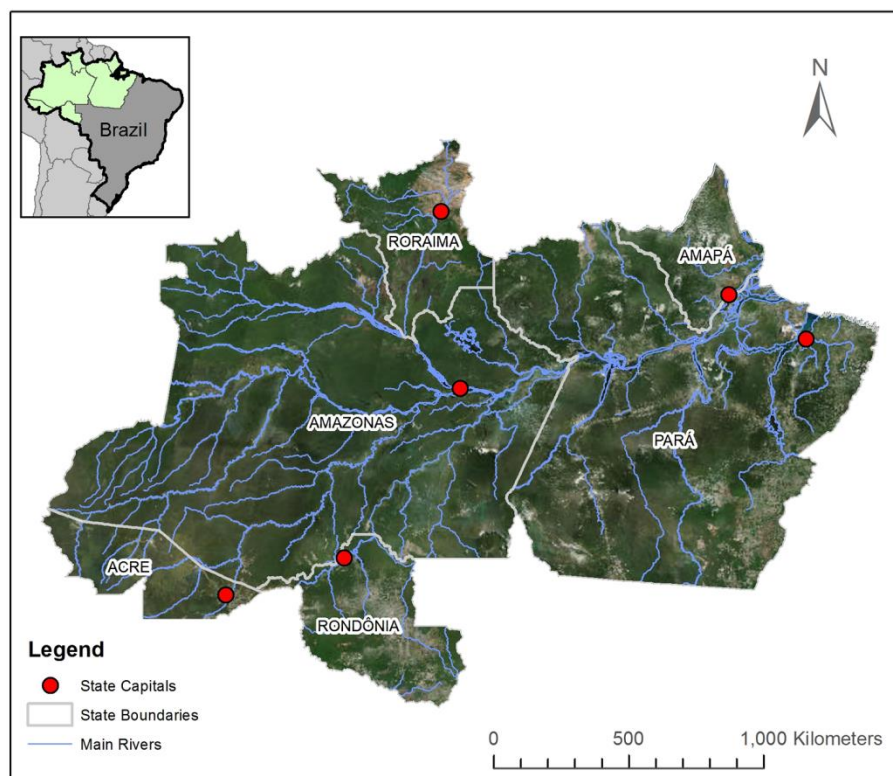 Brazil
N
RORAIMA
AMAPÁ
AMAZONAS
PARÁ
ACRE
RONDÔNIA
Legend
State Capitals
State Boundaries
Main Rivers
0 500 1,000 Kilometers